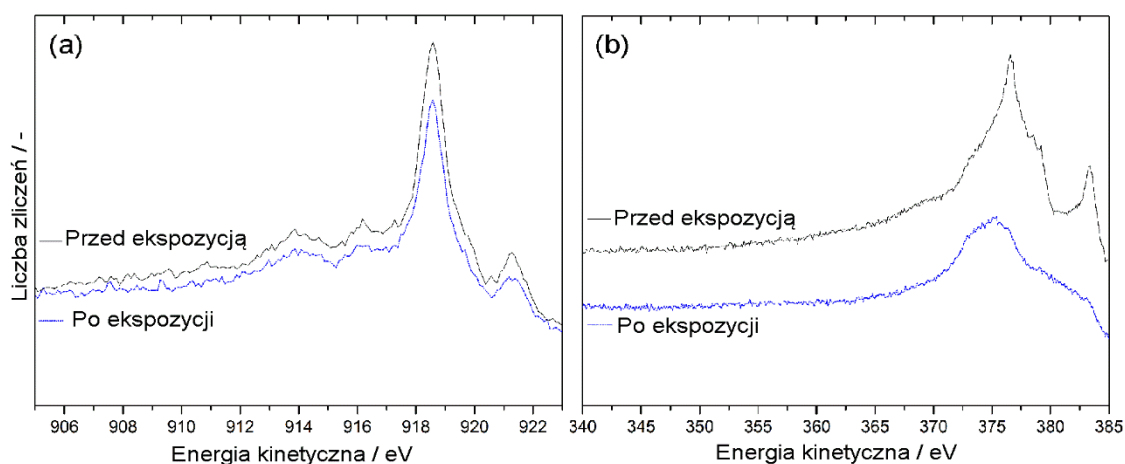 (a)
Liczba zliczeń / -
Przed ekspozycją
Po ekspozycji
906 908 910 912 914 916 918 920 922
Energia kinetyczna / eV
(b)
Przed ekspozycją
Po ekspozycji
340 345 350 355 360 365 370 375 380 385
Energia kinetyczna / eV